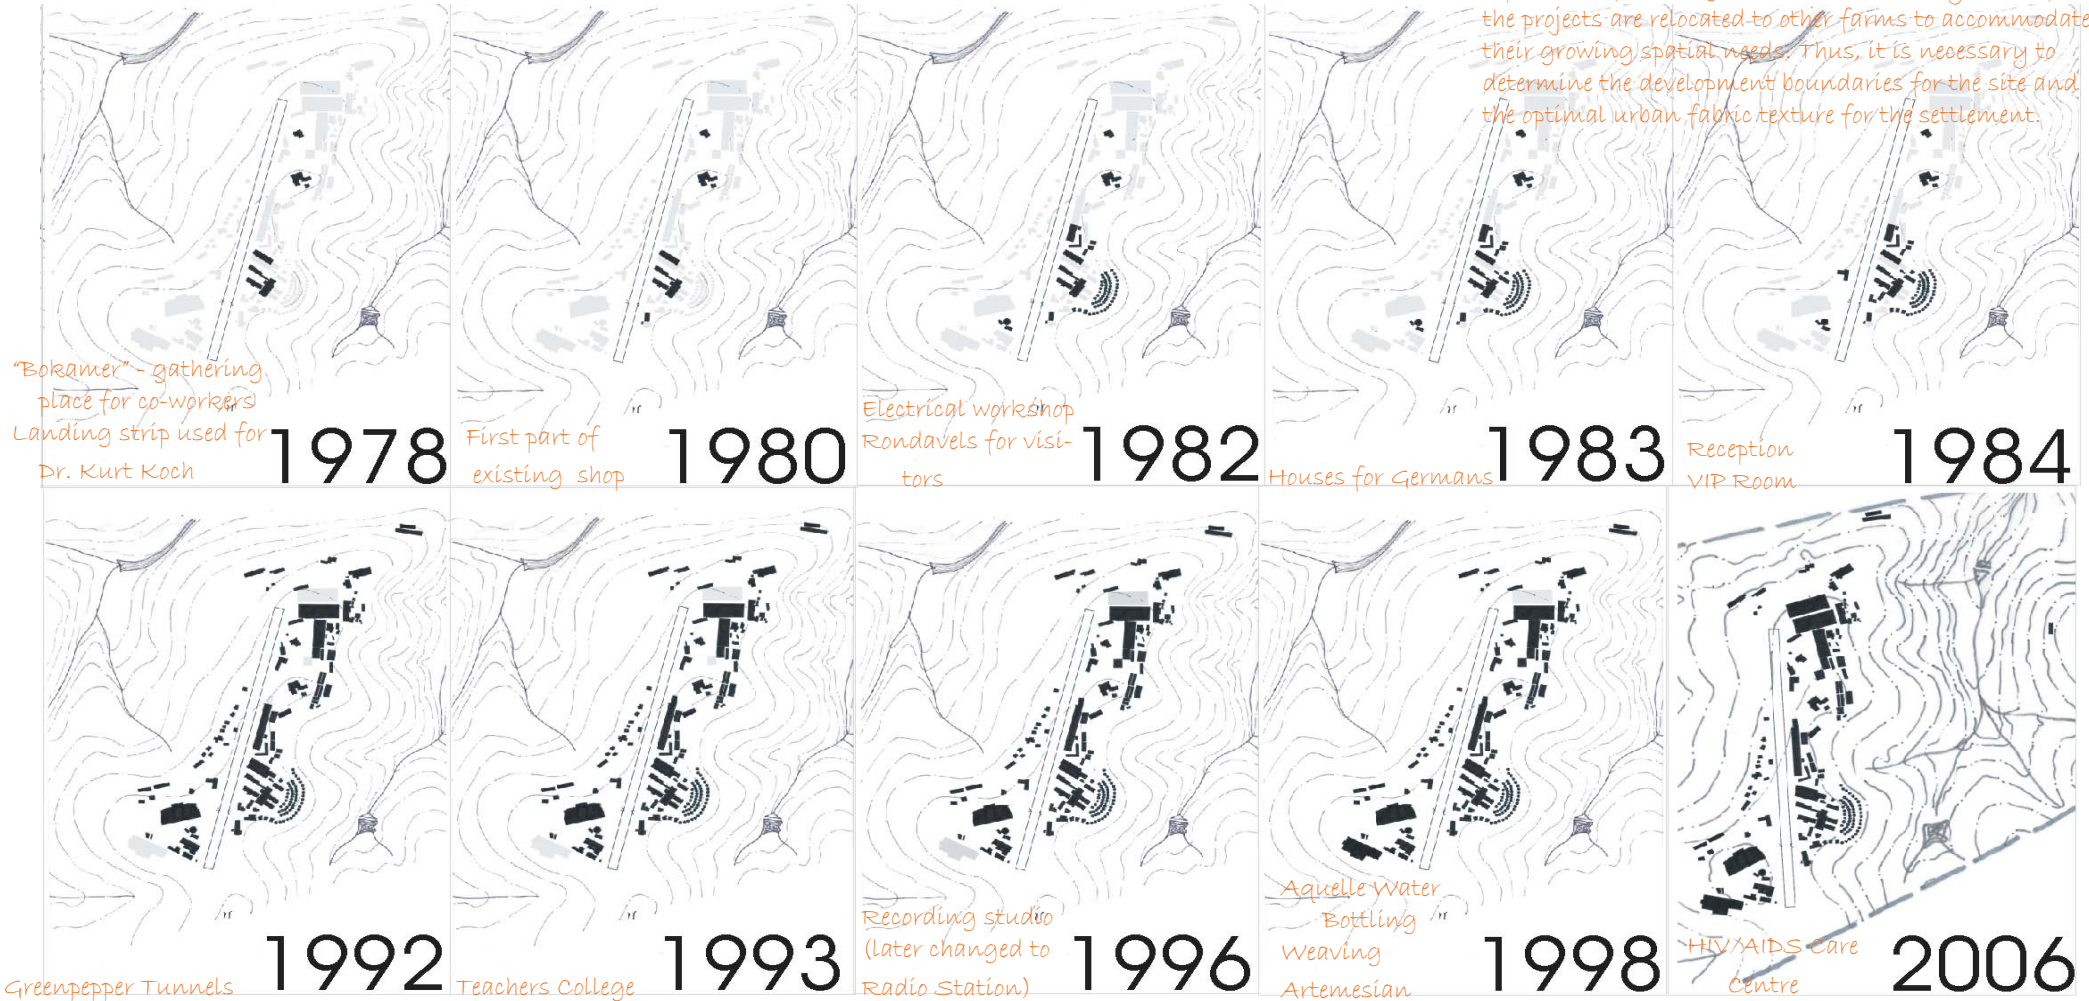 the projects are relocated to other farms to accommodate
their growing spatial needs. Thus, it is necessary to
determine the development boundaries for the site and
the optimal urban fabric texture for the settlement.
"Bokamer" - gathering
place for co-workers
Landing strip used for
Dr. Kurt Koch
1978
First part of
existing shop
1980
Electrical workshop
Rondavels for visi-
tors
1982
Houses for Germans
1983
Reception
VIP Room
1984
Greenpepper Tunnels
1992
Teachers College
1993
Recording studio
(later changed to
Radio Station)
1996
Aquelle Water
Bottling
Weaving
Artemesian
1998
HIV/AIDS Care
Centre
2006